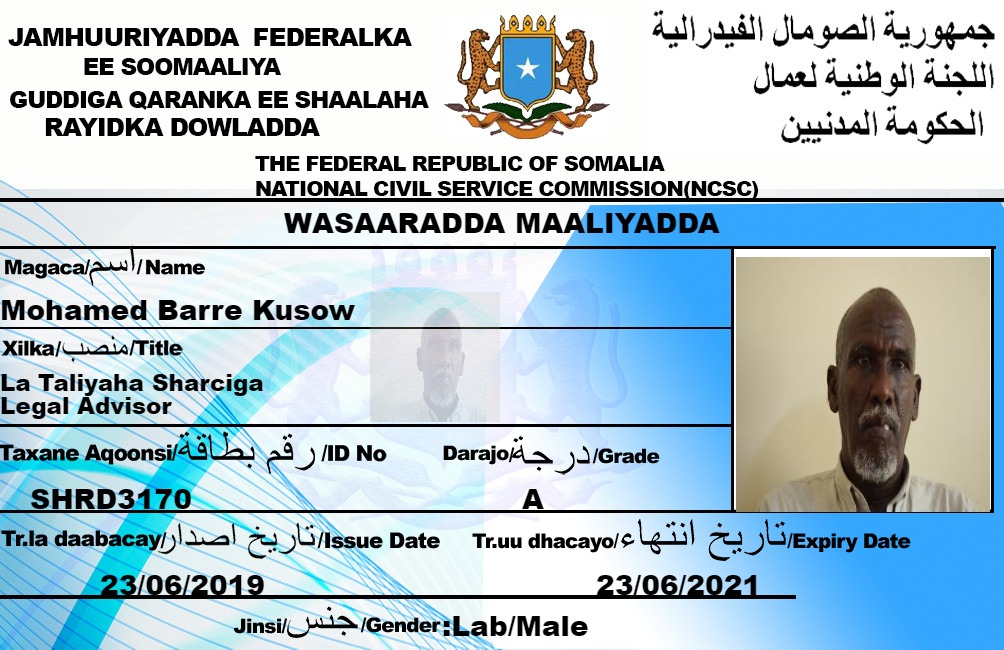 JAMHUURIYADDA FEDERALKA
EE SOOMAALIYA
GUDDIGA QARANKA EE SHAALAHA
RAYIDKA DOWLADDA
جمهورية الصومال الفيدرالية
اللجنة الوطنية لعمال
الحكومة المدنيين
THE FEDERAL REPUBLIC OF SOMALIA
NATIONAL CIVIL SERVICE COMMISSION(NCSC)
WASAARADDA MAALIYADDA
Magaca/اسم/Name
Mohamed Barre Kusow
Xilka/منصب/Title
La Taliyaha Sharciga
Legal Advisor
Taxane Aqoonsi/رقم بطاقة/ID No
Darajo/درجة/Grade
SHRD3170
A
Tr.la daabacay/تاريخ اصدار/Issue Date
Tr.uu dhacayo/تاريخ انتهاء/Expiry Date
23/06/2019
23/06/2021
Jinsi/جنس/Gender:Lab/Male